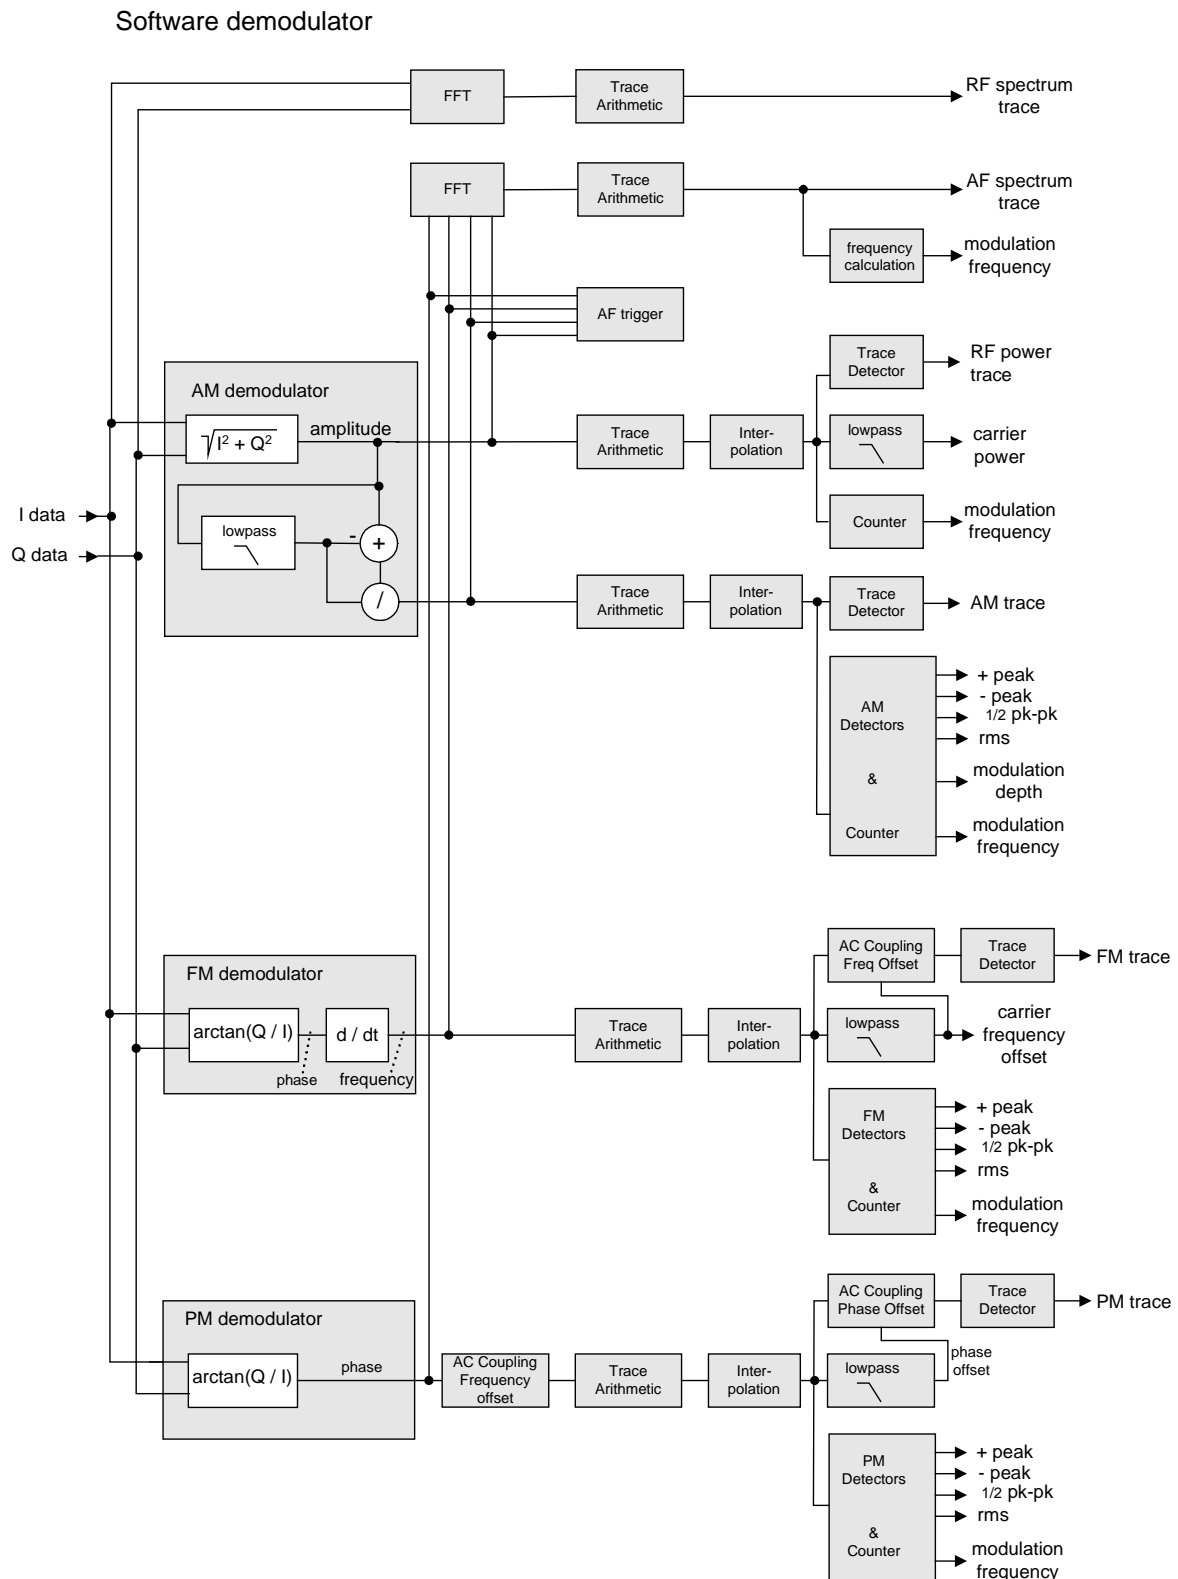 Software demodulator
FFT
Trace
Arithmetic
RF spectrum
trace
FFT
Trace
Arithmetic
AF spectrum
trace
frequency
calculation
modulation
frequency
AF trigger
Trace
Detector
RF power
trace
AM demodulator
√I² + Q²
amplitude
Trace
Arithmetic
Inter-
polation
lowpass
carrier
power
I data
Q data
lowpass
-
+
/
Counter
modulation
frequency
Trace
Arithmetic
Inter-
polation
Trace
Detector
AM trace
AM
Detectors
&
Counter
+ peak
- peak
1/2 pk-pk
rms
modulation
depth
modulation
frequency
FM demodulator
arctan(Q / I)
d / dt
phase
frequency
Trace
Arithmetic
Inter-
polation
AC Coupling
Freq Offset
Trace
Detector
FM trace
lowpass
carrier
frequency
offset
FM
Detectors
&
Counter
+ peak
- peak
1/2 pk-pk
rms
modulation
frequency
PM demodulator
arctan(Q / I)
phase
AC Coupling
Frequency
offset
Trace
Arithmetic
Inter-
polation
AC Coupling
Phase Offset
Trace
Detector
PM trace
lowpass
phase
offset
PM
Detectors
&
Counter
+ peak
- peak
1/2 pk-pk
rms
modulation
frequency